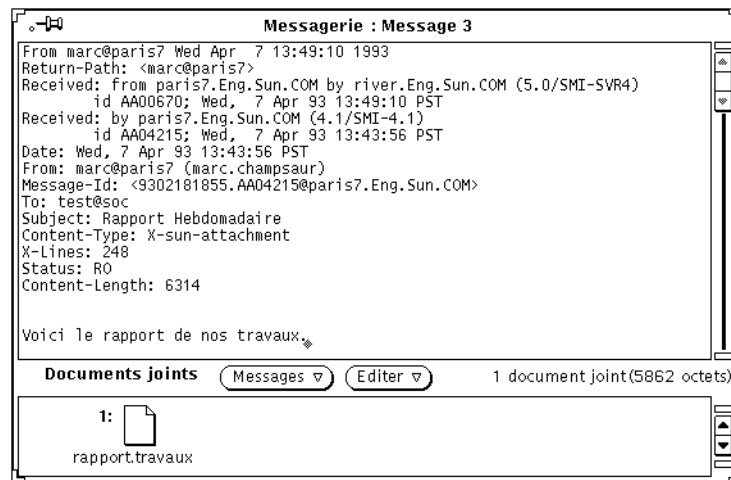 Messagerie : Message 3
From marc@paris7 Wed Apr  7 13:49:10 1993
Return-Path: <marc@paris7>
Received: from paris7.Eng.Sun.COM by river.Eng.Sun.COM (5.0/SMI-SVR4)
        id AA00670; Wed,  7 Apr 93 13:49:10 PST
Received: by paris7.Eng.Sun.COM (4.1/SMI-4.1)
        id AA04215; Wed,  7 Apr 93 13:43:56 PST
Date: Wed, 7 Apr 93 13:43:56 PST
From: marc@paris7 (marc.champsaur)
Message-Id: <9302181855.AA04215@paris7.Eng.Sun.COM>
To: test@soc
Subject: Rapport Hebdomadaire
Content-Type: X-sun-attachment
X-Lines: 248
Status: RO
Content-Length: 6314
Voici le rapport de nos travaux.
Documents joints Messages Editer 1 document joint(5862 octets)
1:
rapport.travaux